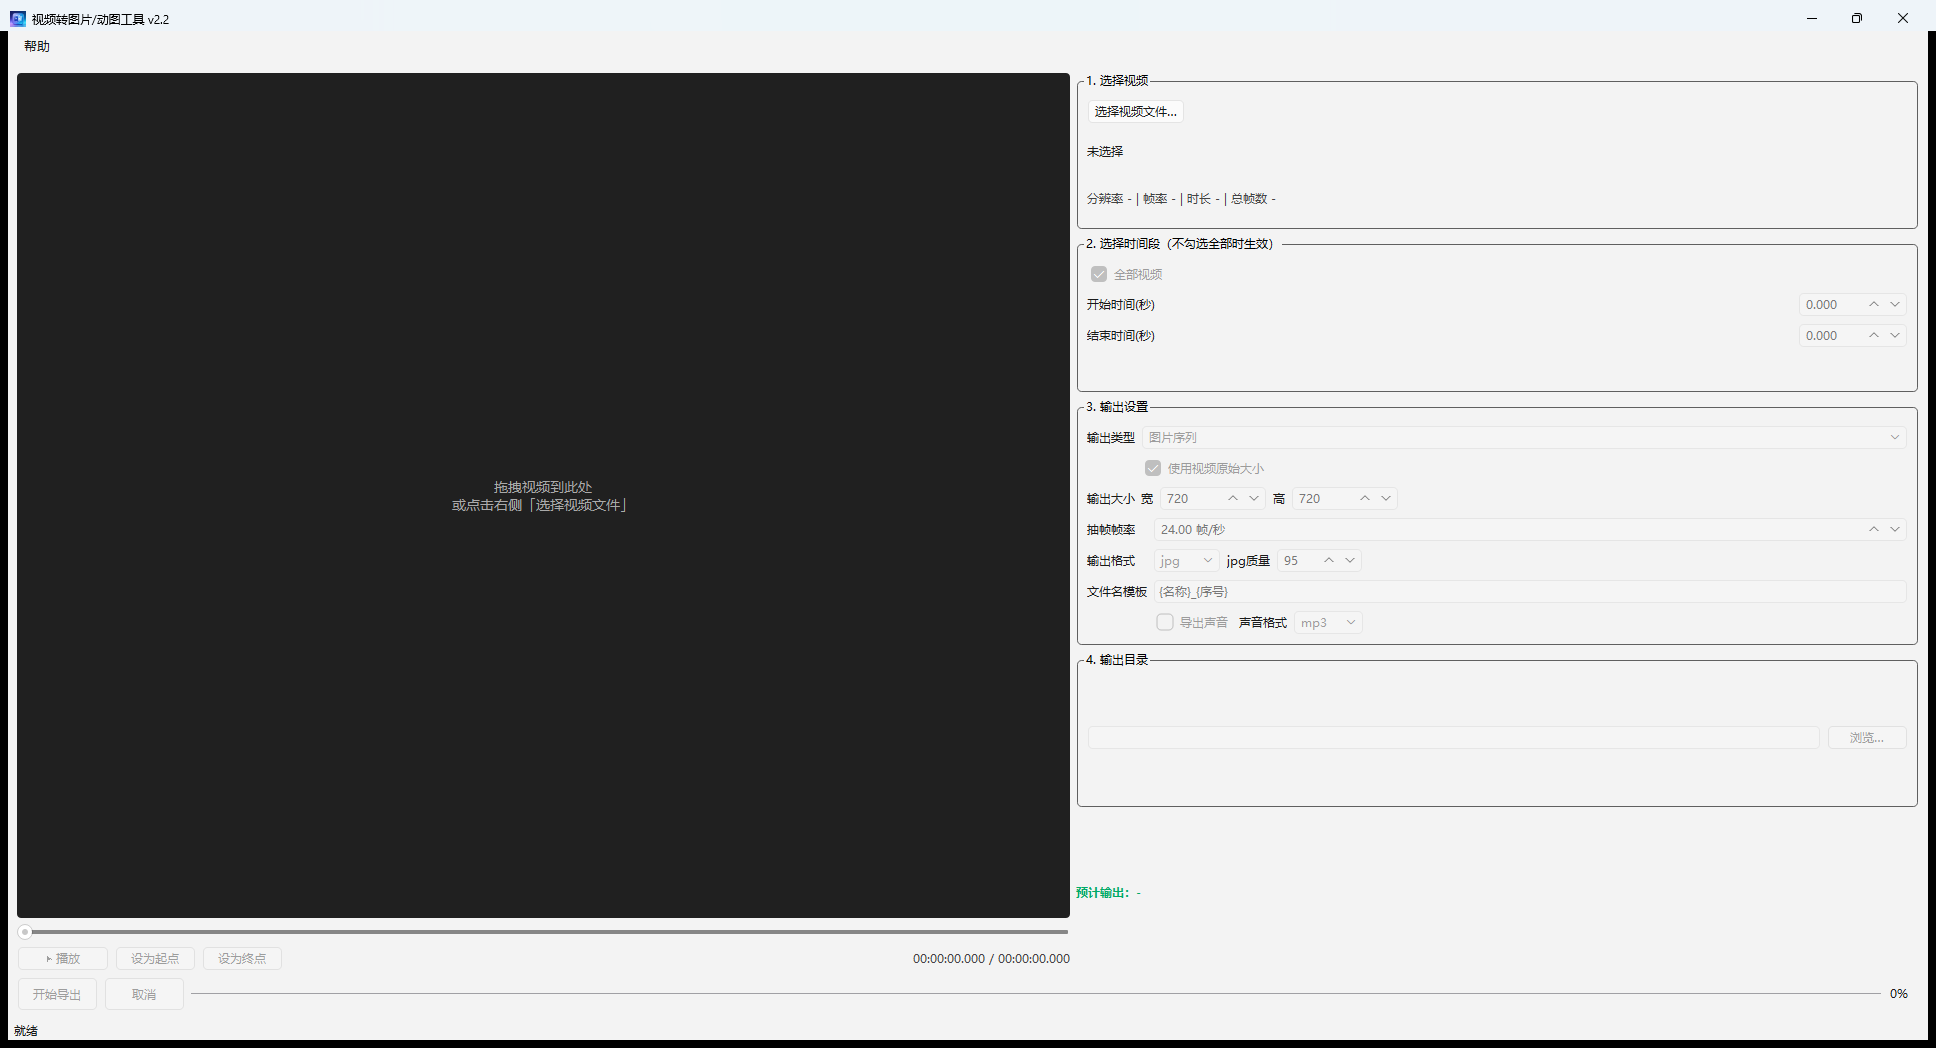 视频转图片/动图工具 v2.2
帮助
拖拽视频到此处
或点击右侧「选择视频文件」
00:00:00.000 / 00:00:00.000
播放 设为起点 设为终点
开始导出 取消
0%
就绪
1. 选择视频
选择视频文件...
未选择
分辨率 - | 帧率 - | 时长 - | 总帧数 -
2. 选择时间段（不勾选全部时生效）
全部视频
开始时间(秒) 0.000
结束时间(秒) 0.000
3. 输出设置
输出类型 图片序列
使用视频原始大小
输出大小 宽 720 高 720
抽帧帧率 24.00 帧/秒
输出格式 jpg jpg质量 95
文件名模板 {名称}_{序号}
导出声音 声音格式 mp3
4. 输出目录
浏览...
预计输出： -